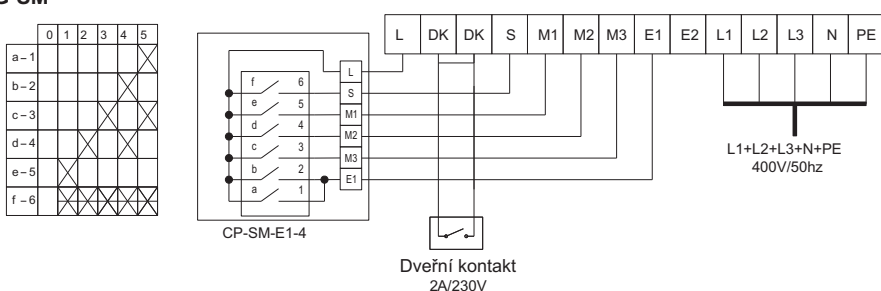 0 1 2 3 4 5
a – 1
b – 2
c – 3
d – 4
e – 5
f – 6
L DK DK S M1 M2 M3 E1 E2 L1 L2 L3 N PE
L
f 6 S
e 5 M1
d 4 M2
c 3 M3
b 2 E1
a 1
CP-SM-E1-4
L1+L2+L3+N+PE
400V/50hz
Dveřní kontakt
2A/230V